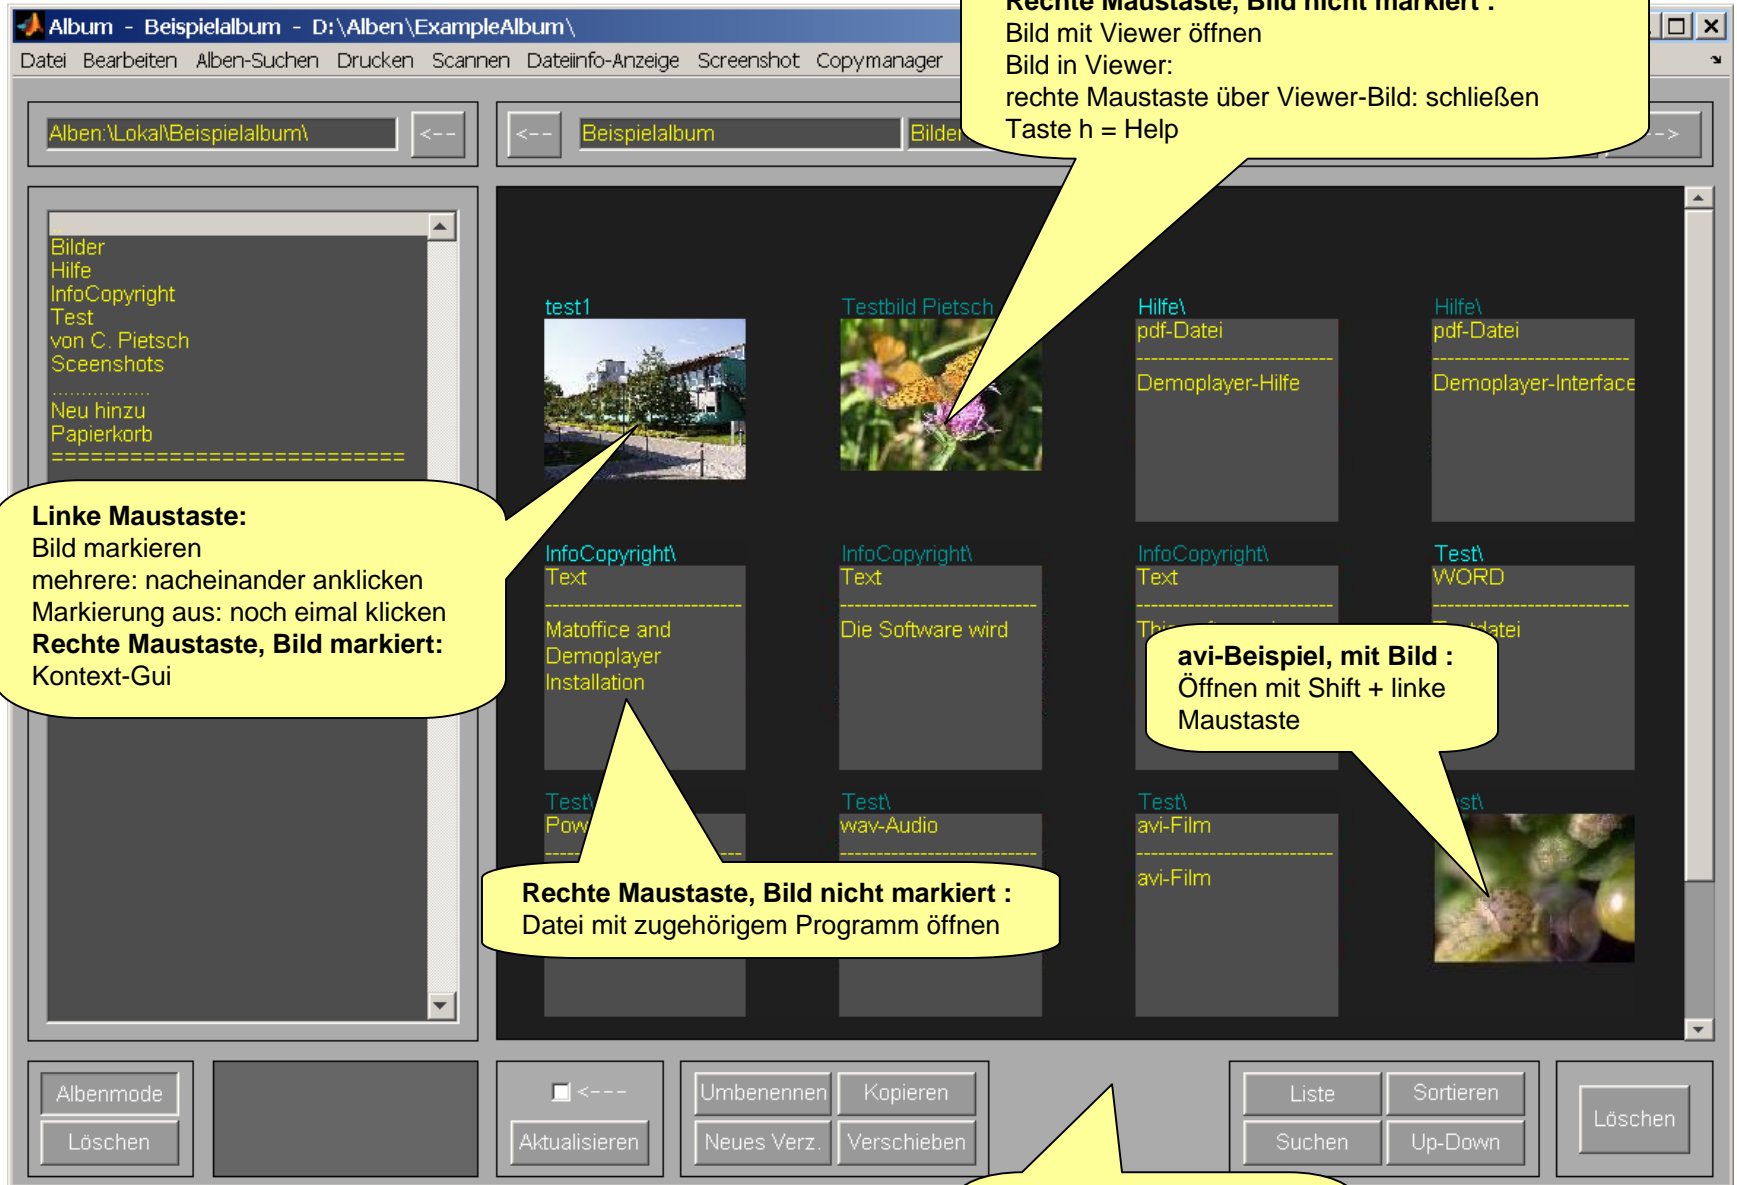 Album - Beispielalbum - D:\Alben\ExampleAlbum\
Rechte Maustaste, Bild nicht markiert :
Bild mit Viewer öffnen
Bild in Viewer:
rechte Maustaste über Viewer-Bild: schließen
Taste h = Help
Datei Bearbeiten Alben-Suchen Drucken Scannen Dateiinfo-Anzeige Screenshot Copymanager
Alben:\Lokal\Beispielalbum\
<--
<--
Beispielalbum
Bilder
-->
..
Bilder
Hilfe
InfoCopyright
Test
von C. Pietsch
Sceenshots
................
Neu hinzu
Papierkorb
===========================
Linke Maustaste:
Bild markieren
mehrere: nacheinander anklicken
Markierung aus: noch eimal klicken
Rechte Maustaste, Bild markiert:
Kontext-Gui
test1
Testbild Pietsch
Hilfe\
pdf-Datei
---------------------------
Demoplayer-Hilfe
Hilfe\
pdf-Datei
---------------------------
Demoplayer-Interface
InfoCopyright\
Text
---------------------------
Matoffice and
Demoplayer
Installation
InfoCopyright\
Text
---------------------------
Die Software wird
InfoCopyright\
Text
---------------------------
Test\
WORD
---------------------------
avi-Beispiel, mit Bild :
Öffnen mit Shift + linke
Maustaste
Test\
---------------------------
Test\
wav-Audio
---------------------------
Test\
avi-Film
---------------------------
avi-Film
Rechte Maustaste, Bild nicht markiert :
Datei mit zugehörigem Programm öffnen
Albenmode
Löschen
<---
Aktualisieren
Umbenennen
Kopieren
Neues Verz.
Verschieben
Liste
Sortieren
Suchen
Up-Down
Löschen